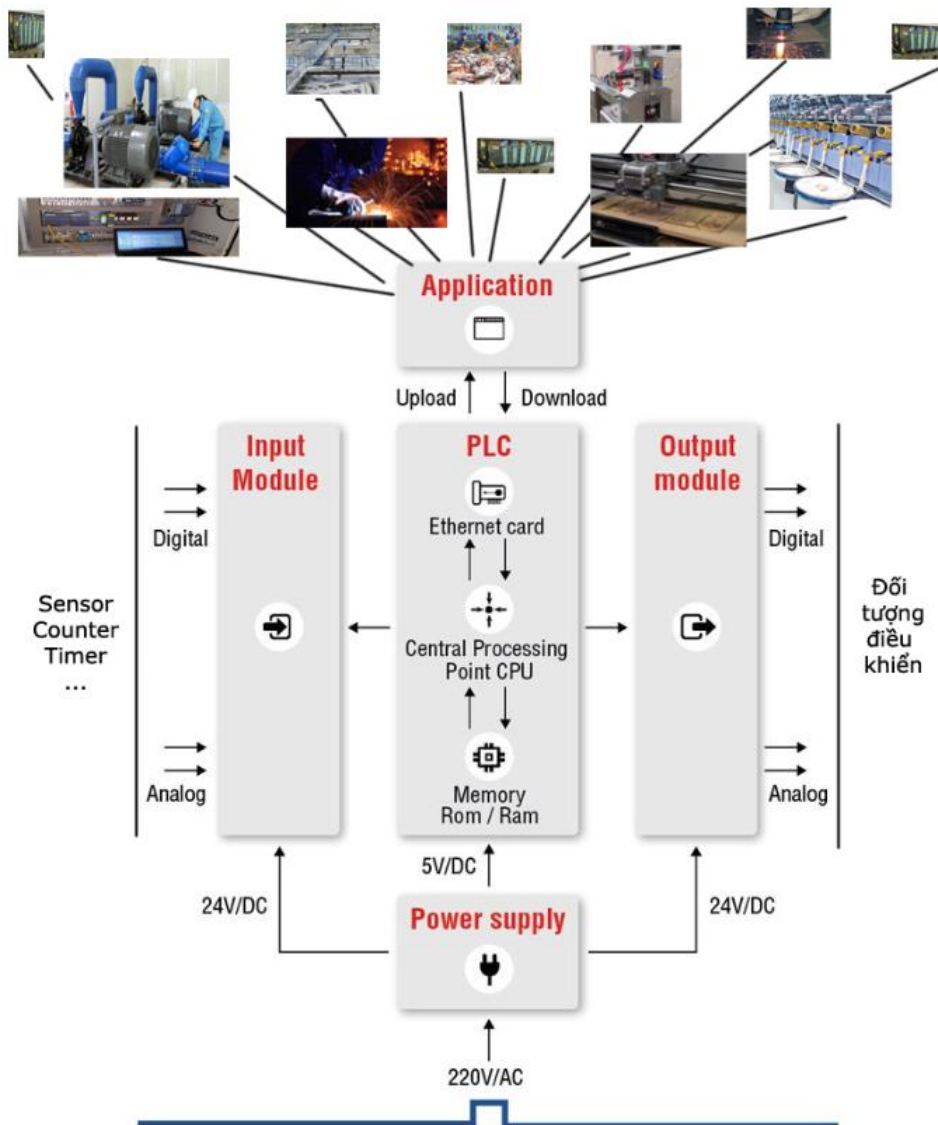 Application
Upload
Download
Input
Module
PLC
Output
module
Ethernet card
Digital
Digital
Sensor
Counter
Timer
...
Central Processing
Point CPU
Đối
tượng
điều
khiển
Analog
Memory
Rom / Ram
Analog
24V/DC
5V/DC
24V/DC
Power supply
220V/AC